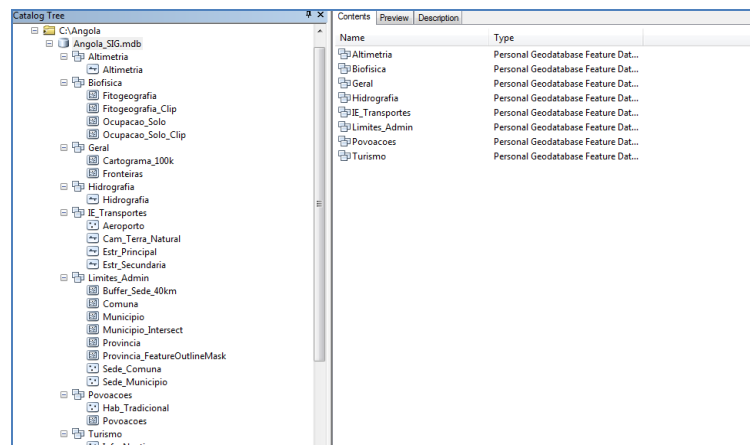 Catalog Tree
C:\Angola
Angola_SIG.mdb
Altimetria
Altimetria
Biofisica
Fitogeografia
Fitogeografia_Clip
Ocupacao_Solo
Ocupacao_Solo_Clip
Geral
Cartograma_100k
Fronteiras
Hidrografia
Hidrografia
IE_Transportes
Aeroporto
Cam_Terra_Natural
Estr_Principal
Estr_Secundaria
Limites_Admin
Buffer_Sede_40km
Comuna
Municipio
Municipio_Intersect
Provincia
Provincia_FeatureOutlineMask
Sede_Comuna
Sede_Municipio
Povoacoes
Hab_Tradicional
Povoacoes
Turismo
Contents Preview Description
Name Type
Altimetria Personal Geodatabase Feature Dat...
Biofisica Personal Geodatabase Feature Dat...
Geral Personal Geodatabase Feature Dat...
Hidrografia Personal Geodatabase Feature Dat...
IE_Transportes Personal Geodatabase Feature Dat...
Limites_Admin Personal Geodatabase Feature Dat...
Povoacoes Personal Geodatabase Feature Dat...
Turismo Personal Geodatabase Feature Dat...